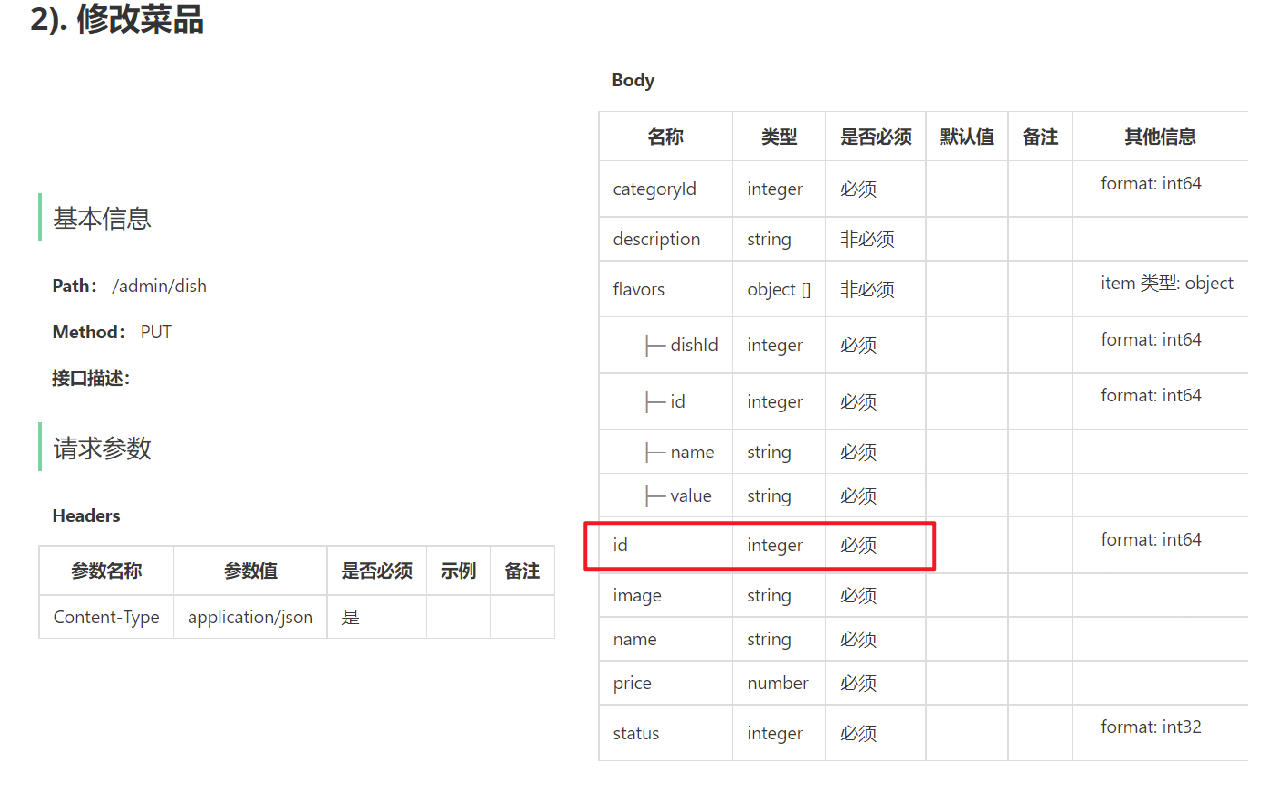 2). 修改菜品
基本信息
Path： /admin/dish
Method： PUT
接口描述：
请求参数
Headers
参数名称 参数值 是否必须 示例 备注
Content-Type application/json 是
Body
名称 类型 是否必须 默认值 备注 其他信息
categoryId integer 必须 format: int64
description string 非必须
flavors object [] 非必须 item 类型: object
├─ dishId integer 必须 format: int64
├─ id integer 必须 format: int64
├─ name string 必须
├─ value string 必须
id integer 必须 format: int64
image string 必须
name string 必须
price number 必须
status integer 必须 format: int32